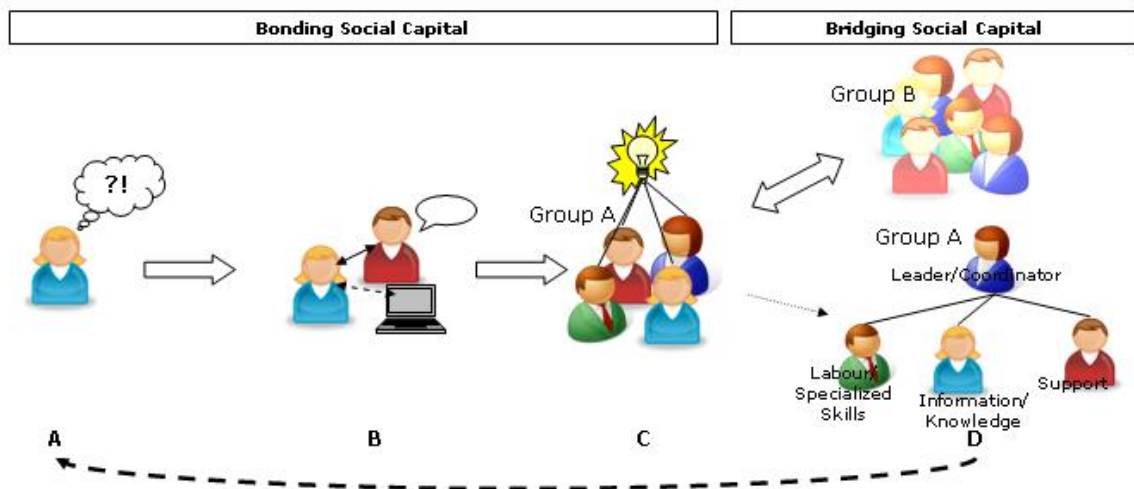 Bonding Social Capital
Bridging Social Capital
Group B
?!
Group A
Group A
Leader/Coordinator
Labour/
Specialized
Skills
Information/
Knowledge
Support
A
B
C
D